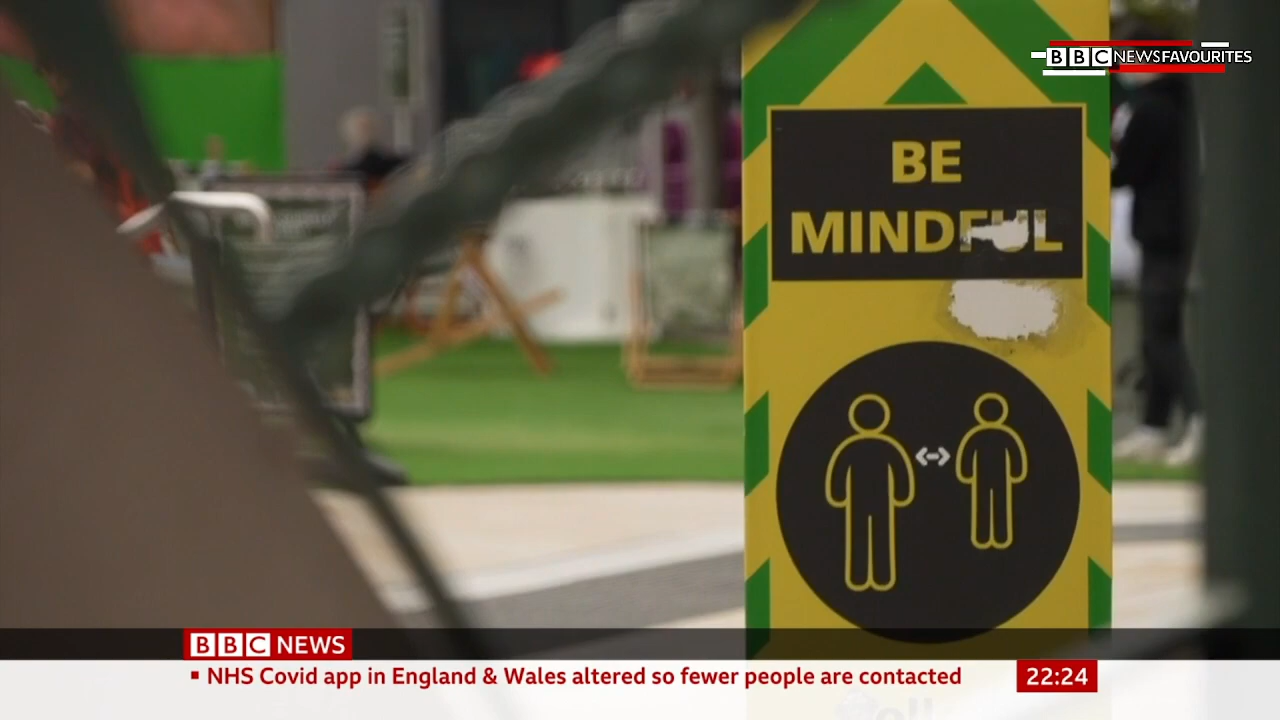 BBC NEWS FAVOURITES
BE
MINDFUL
BBC NEWS
NHS Covid app in England & Wales altered so fewer people are contacted
22:24